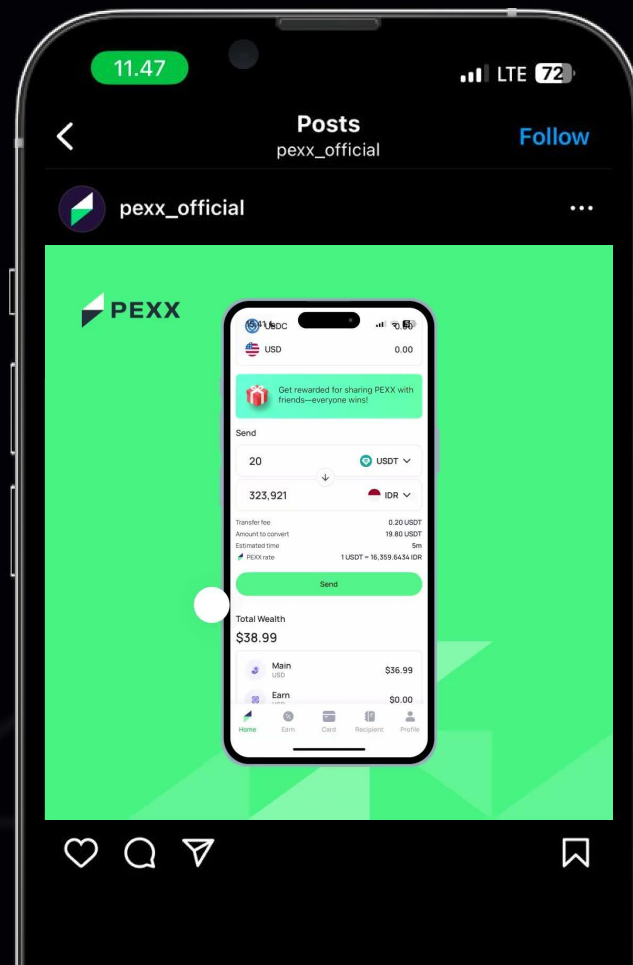 11.47
LTE 72
Posts
pexx_official
Follow
pexx_official
PEXX
USDC 0.00
USD 0.00
Get rewarded for sharing PEXX with
friends—everyone wins!
Send
20 USDT
323,921 IDR
Transfer fee 0.20 USDT
Amount to convert 19.80 USDT
Estimated time 5m
PEXX rate 1 USDT = 16,359.6434 IDR
Send
Total Wealth
$38.99
Main $36.99
USD
Earn $0.00
Home Earn Card Recipient Profile